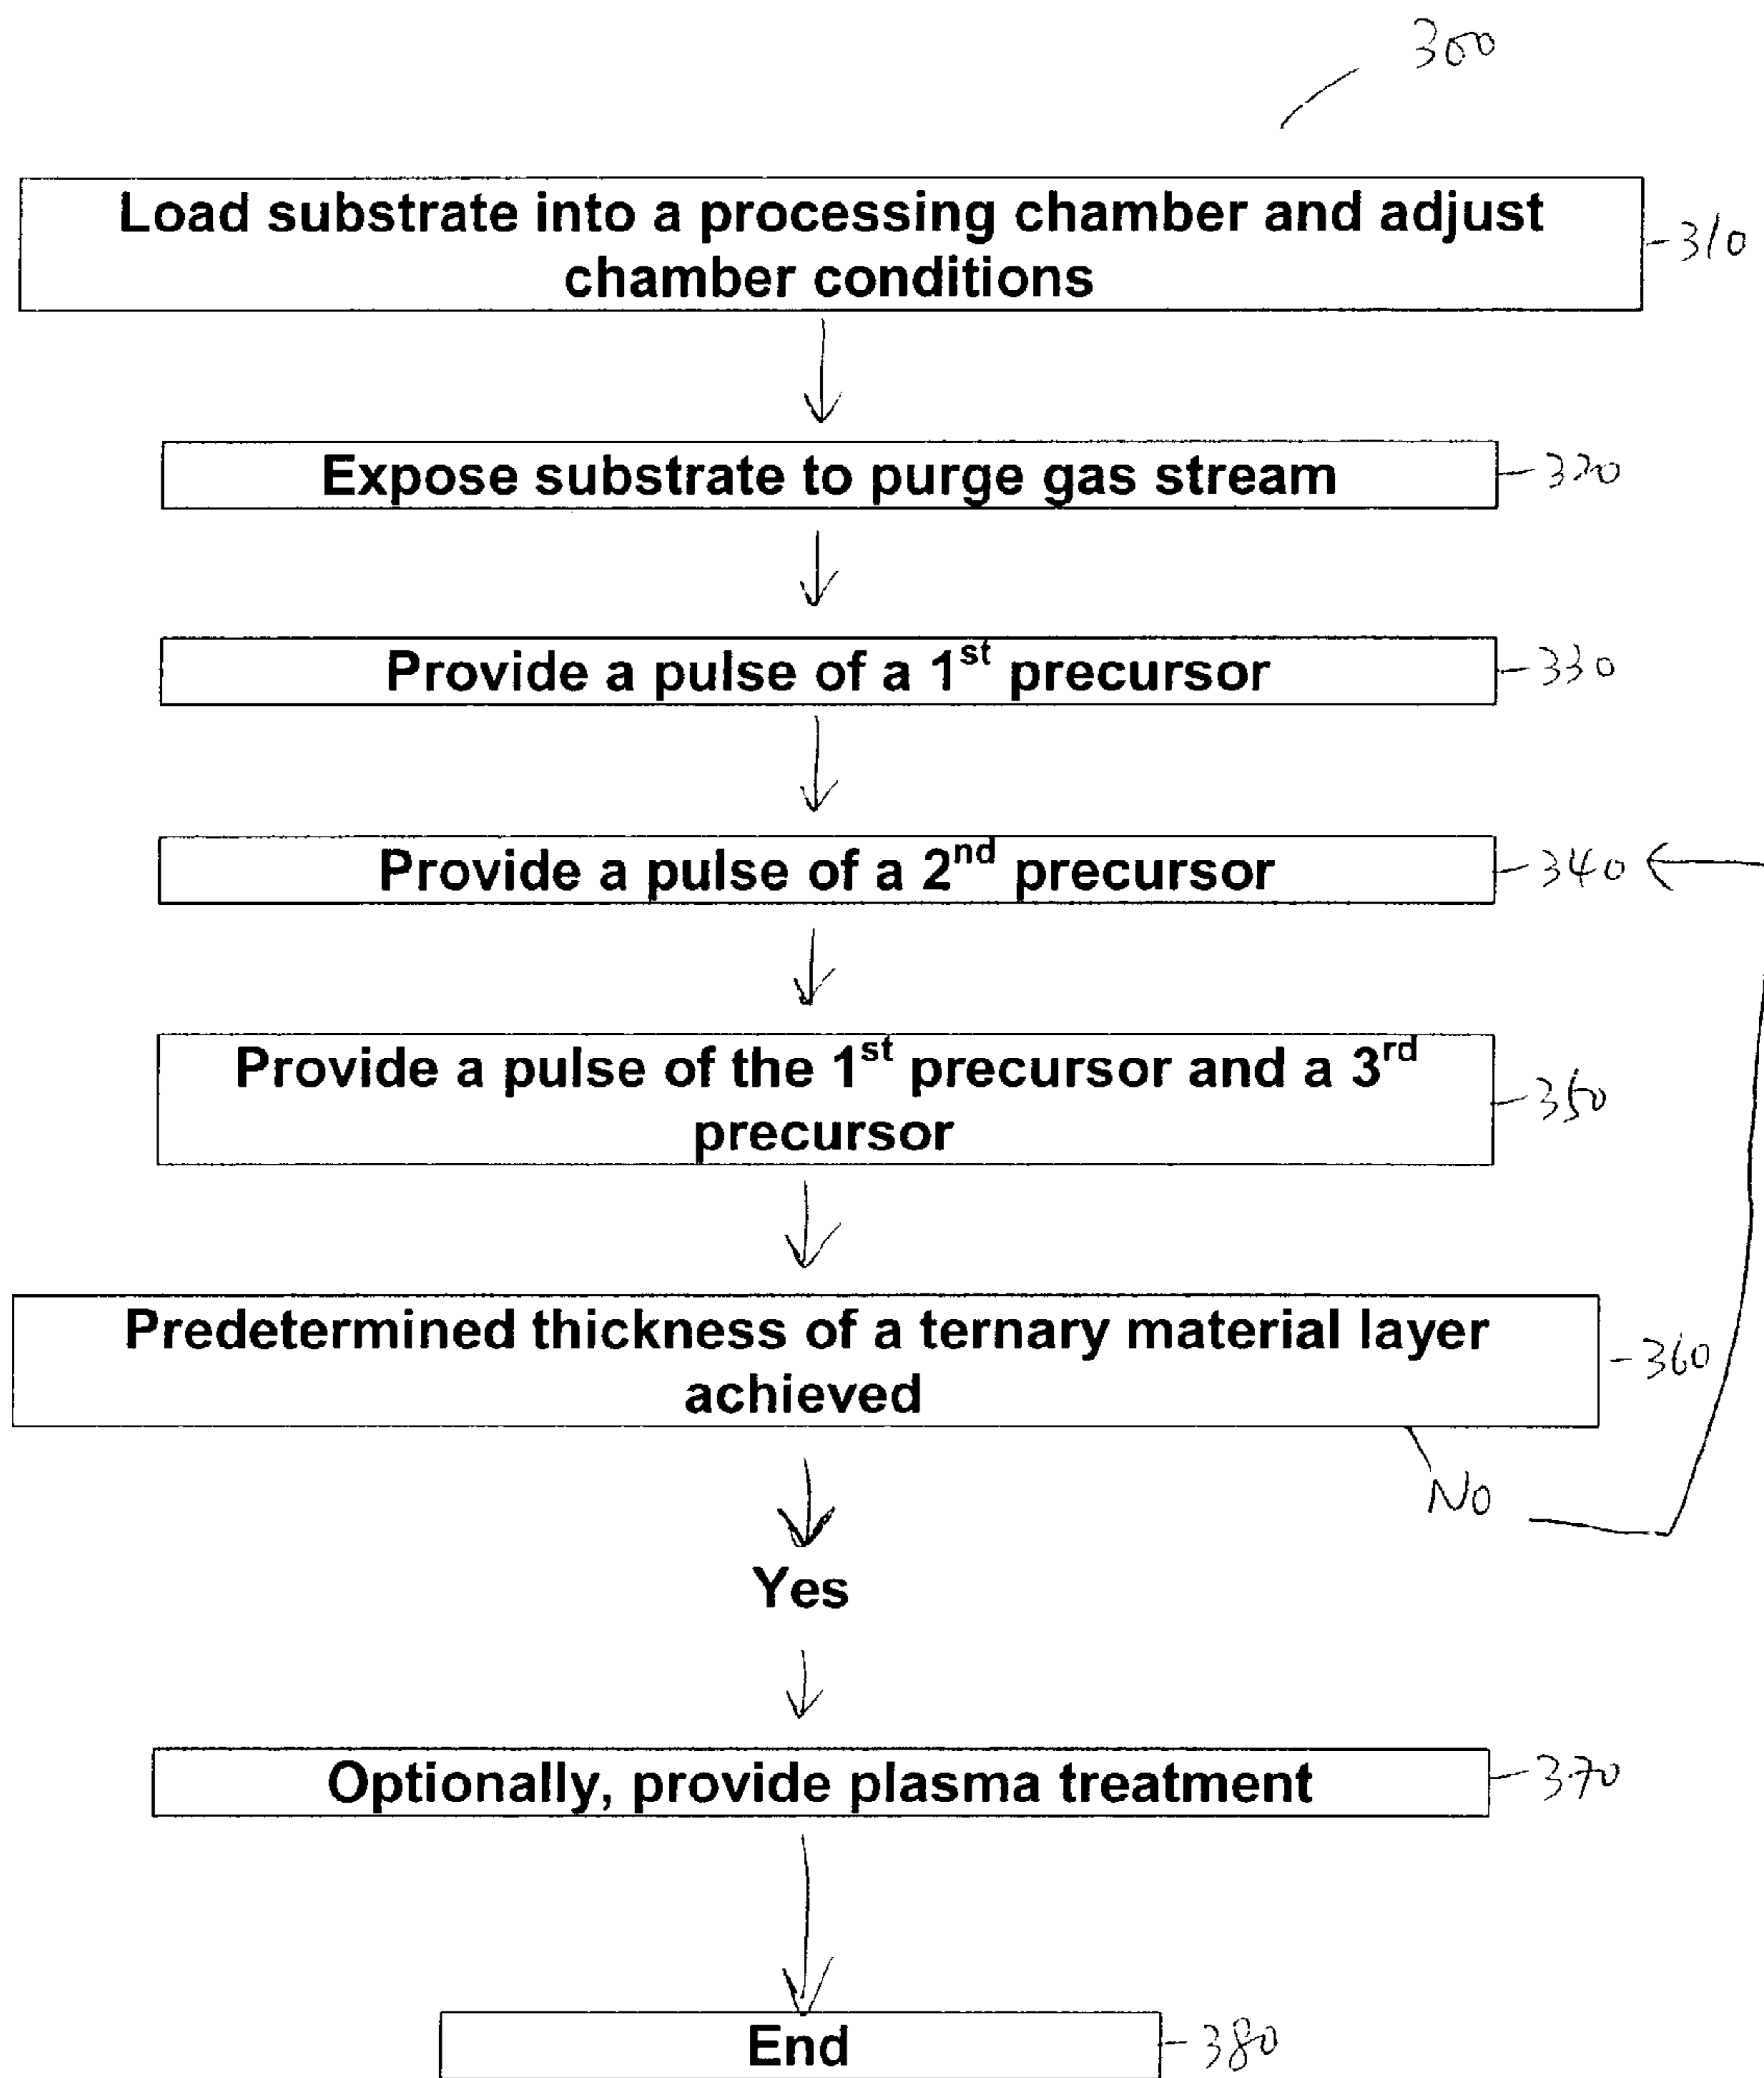 300
Load substrate into a processing chamber and adjust
chamber conditions
310
Expose substrate to purge gas stream
320
Provide a pulse of a 1st precursor
330
Provide a pulse of a 2nd precursor
340
Provide a pulse of the 1st precursor and a 3rd
precursor
350
Predetermined thickness of a ternary material layer
achieved
360
No
Yes
Optionally, provide plasma treatment
370
End
380